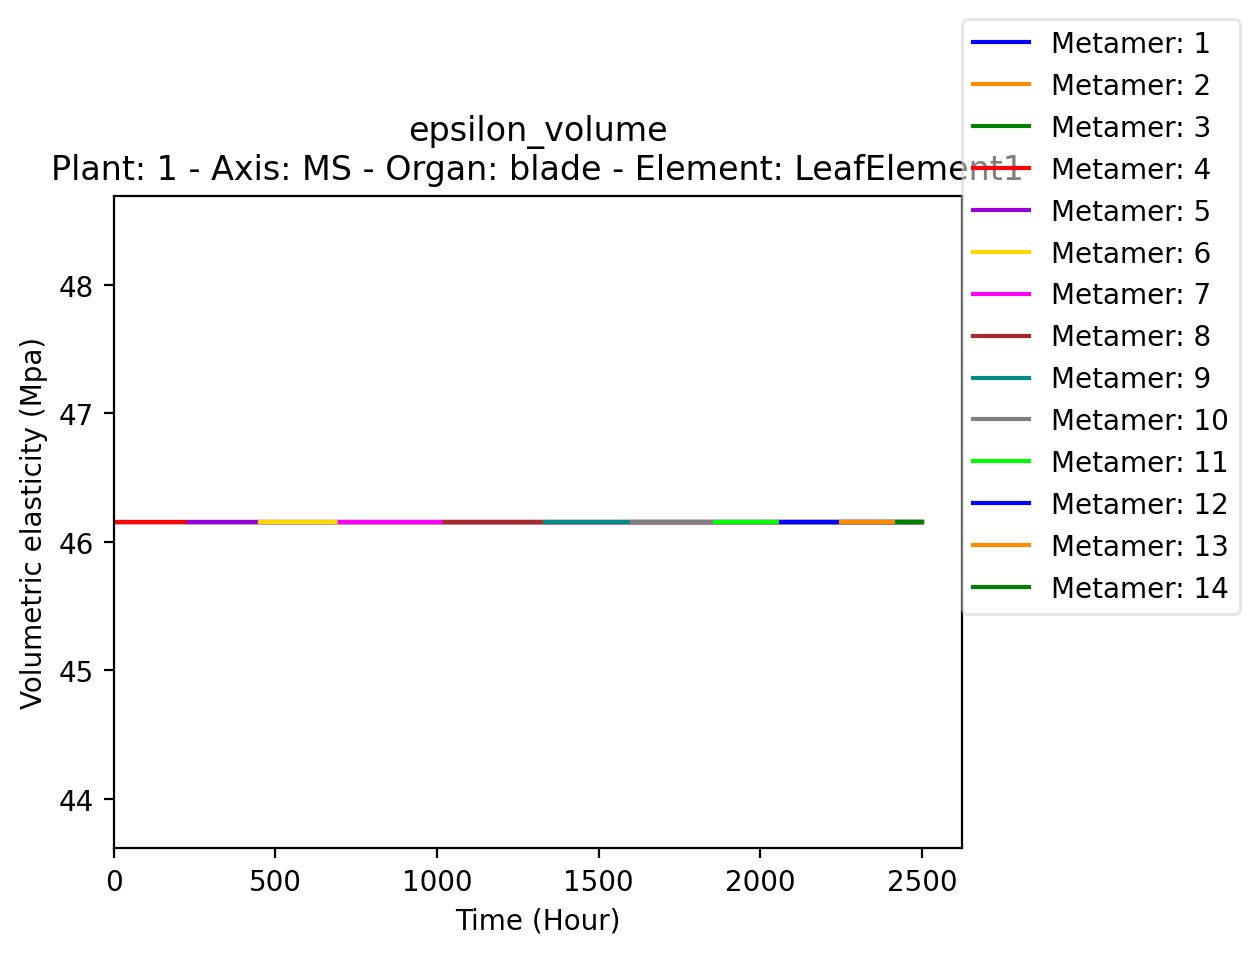 epsilon_volume
Plant: 1 - Axis: MS - Organ: blade - Element: LeafElement1
Metamer: 1
Metamer: 2
Metamer: 3
Metamer: 4
Metamer: 5
Metamer: 6
Metamer: 7
Metamer: 8
Metamer: 9
Metamer: 10
Metamer: 11
Metamer: 12
Metamer: 13
Metamer: 14
Volumetric elasticity (Mpa)
48
47
46
45
44
0 500 1000 1500 2000 2500
Time (Hour)